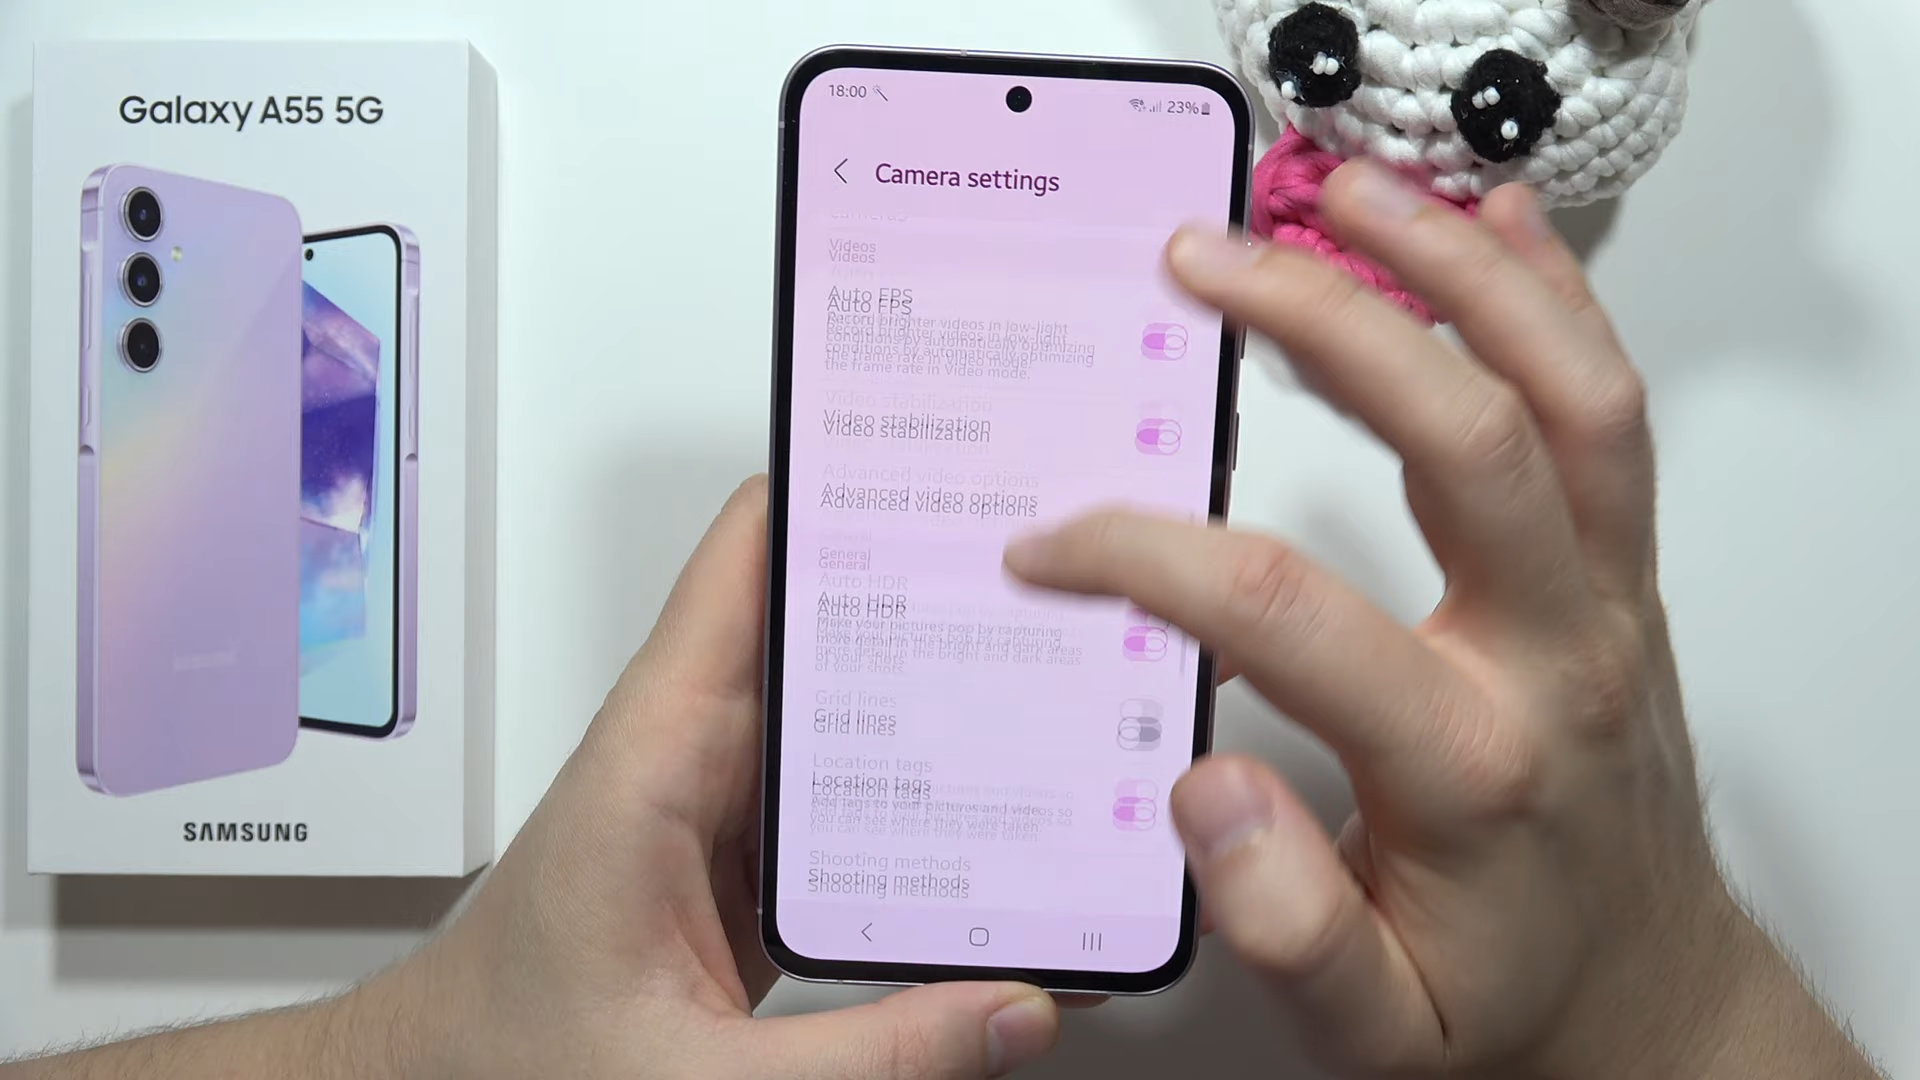 Galaxy A55 5G
SAMSUNG
18:00
23%
Camera settings
Videos
Auto FPS
Record brighter videos in low-light
conditions by automatically optimizing
the frame rate in Video mode.
Video stabilization
Advanced video options
General
Auto HDR
Make your pictures pop by capturing
more detail in the bright and dark areas
of your shots.
Grid lines
Location tags
Add tags to your pictures and videos so
you can see where they were taken.
Shooting methods